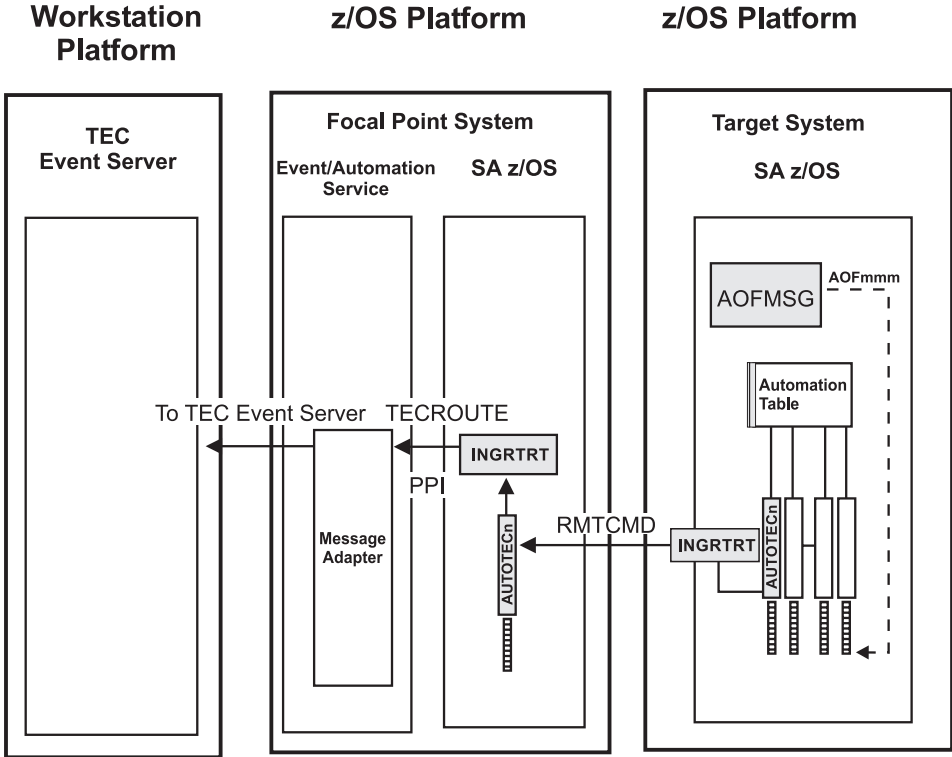 Workstation
Platform
z/OS Platform
z/OS Platform
TEC
Event Server
Focal Point System
Event/Automation
Service
SA z/OS
Target System
SA z/OS
AOFMSG
AOFmmm
Automation
Table
To TEC Event Server
TECROUTE
INGRTRT
PPI
Message
Adapter
AUTOTECn
RMTCMD
INGRTRT
AUTOTECn